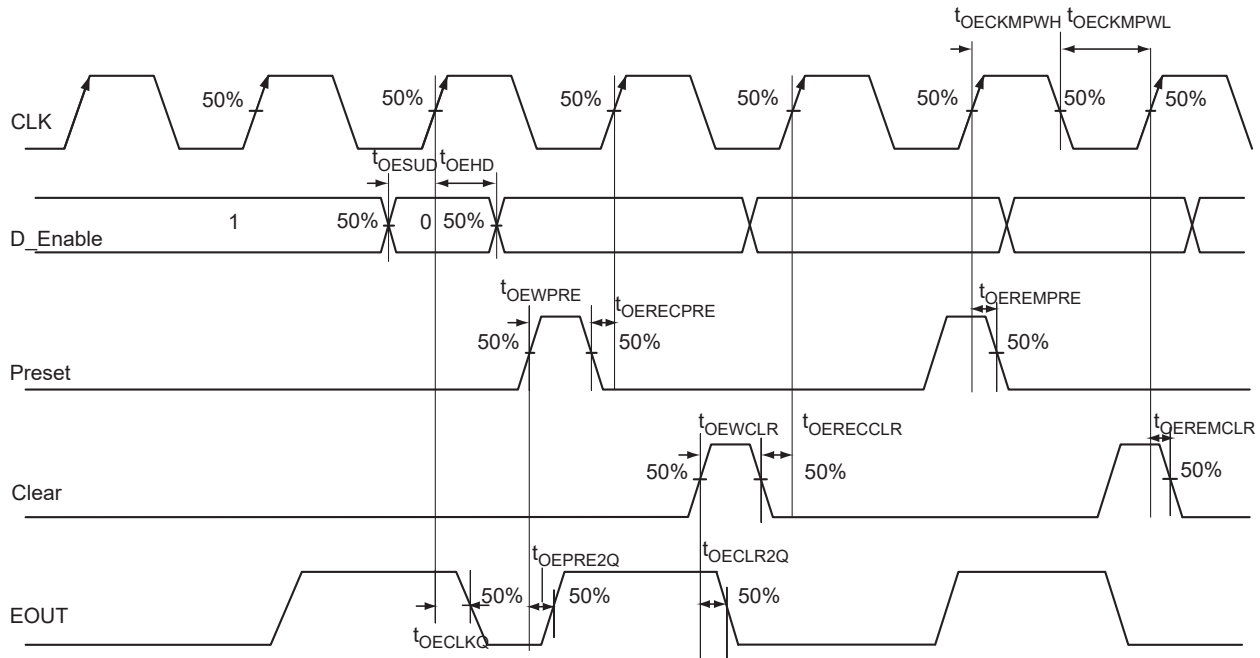 tOECKMPWH tOECKMPWL
CLK 50% 50% 50% 50% 50% 50% 50%
tOESUD tOEHD
D_Enable 1 50% 0 50%
tOEWPRE tOERECPRE tOEREMPRE
Preset 50% 50% 50%
tOEWCLR tOERECCLR tOEREMCLR
Clear 50% 50% 50%
tOEPRE2Q tOECLR2Q
EOUT 50% 50% 50%
tOECLKQ